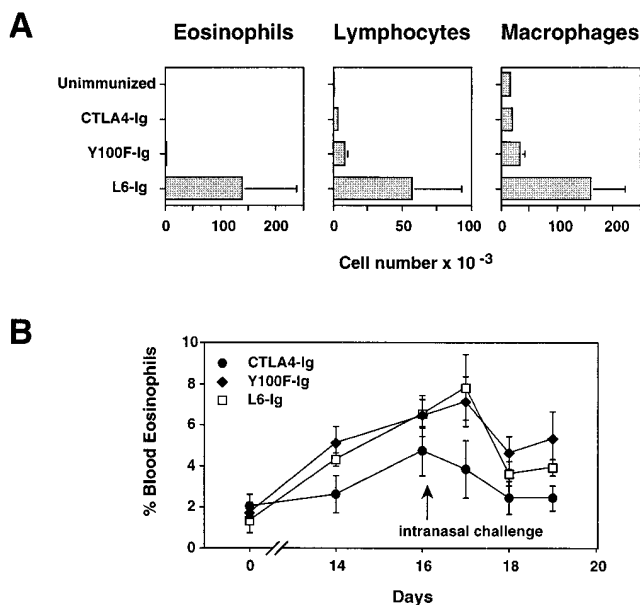 A
Eosinophils Lymphocytes Macrophages
Unimmunized
CTLA4-Ig
Y100F-Ig
L6-Ig
0 100 200 0 50 100 0 100 200
Cell number x 10 -3
B
% Blood Eosinophils
10
8
6
4
2
0
CTLA4-Ig
Y100F-Ig
L6-Ig
intranasal challenge
0 14 16 18 20
Days